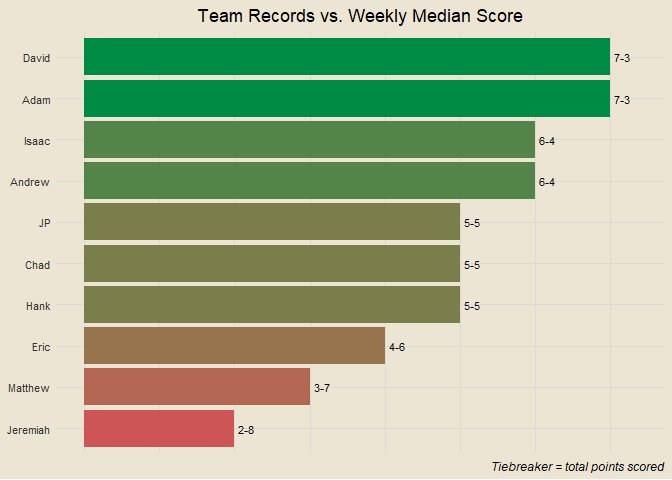 Team Records vs. Weekly Median Score
David 7-3
Adam 7-3
Isaac 6-4
Andrew 6-4
JP 5-5
Chad 5-5
Hank 5-5
Eric 4-6
Matthew 3-7
Jeremiah 2-8
Tiebreaker = total points scored